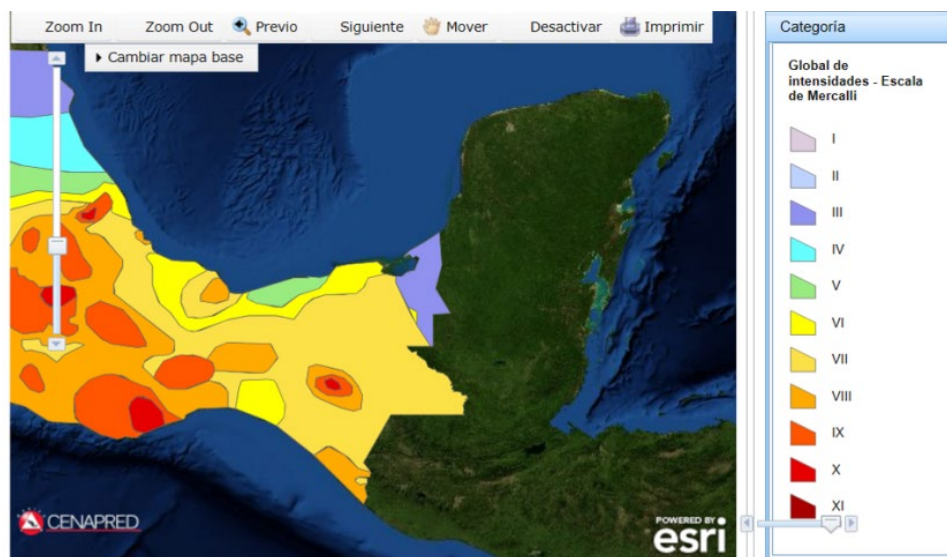 Zoom In Zoom Out Previo Siguiente Mover Desactivar Imprimir
Cambiar mapa base
CENAPRED
POWERED BY
esri
Categoría
Global de
intensidades - Escala
de Mercalli
I
II
III
IV
V
VI
VII
VIII
IX
X
XI